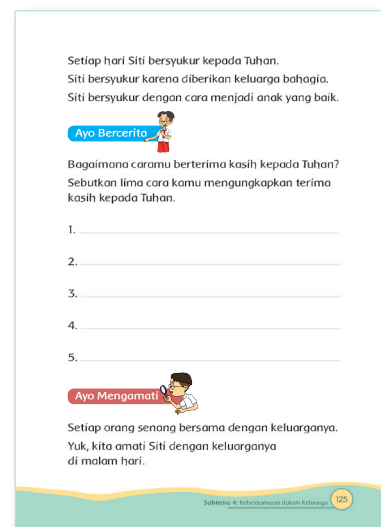 Setiap hari Siti bersyukur kepada Tuhan.
Siti bersyukur karena diberikan keluarga bahagia.
Siti bersyukur dengan cara menjadi anak yang baik.
Ayo Bercerita
Bagaimana caramu berterima kasih kepada Tuhan?
Sebutkan lima cara kamu mengungkapkan terima
kasih kepada Tuhan.
1.
2.
3.
4.
5.
Ayo Mengamati
Setiap orang senang bersama dengan keluarganya.
Yuk, kita amati Siti dengan keluarganya
di malam hari.
Subtema 4: Kebersamaan dalam Keluarga 125